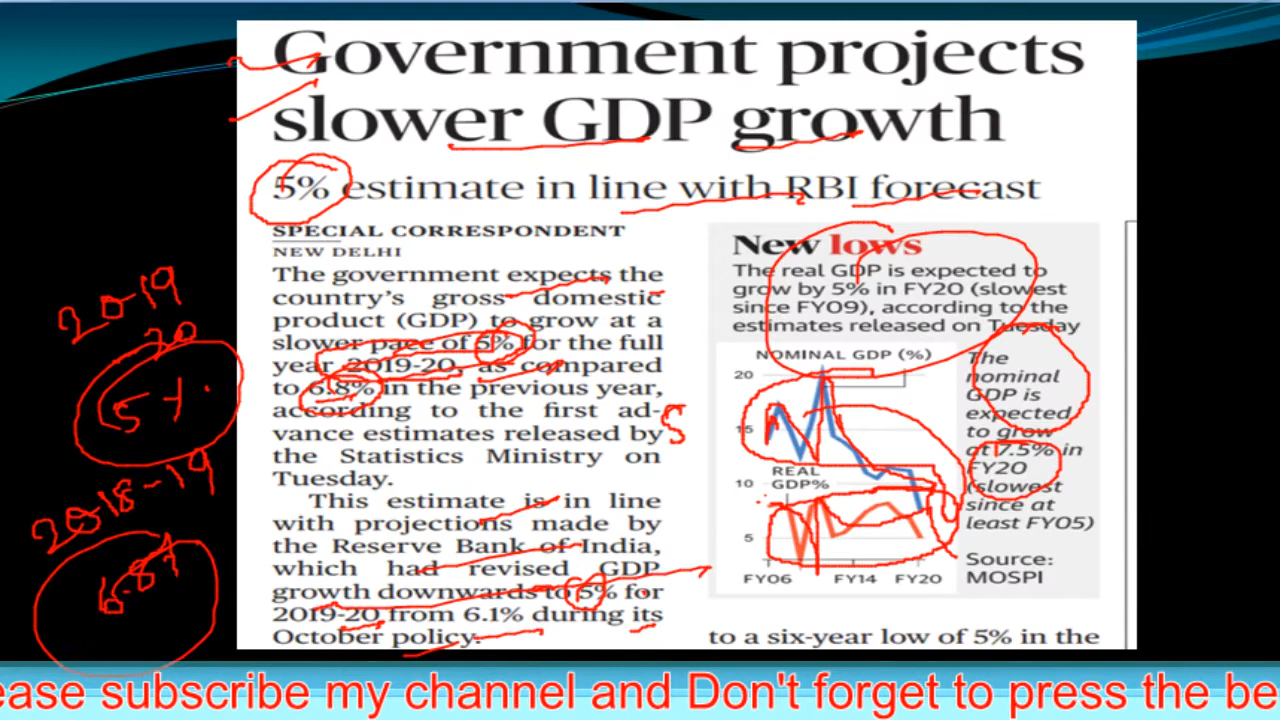 Government projects
slower GDP growth
5% estimate in line with RBI forecast
SPECIAL CORRESPONDENT
NEW DELHI
The government expects the
country's gross domestic
product (GDP) to grow at a
slower pace of 5% for the full
year 2019-20, as compared
to 6.8% in the previous year,
according to the first ad-
vance estimates released by
the Statistics Ministry on
Tuesday.
This estimate is in line
with projections made by
the Reserve Bank of India,
which had revised GDP
growth downwards to 5% for
2019-20 from 6.1% during its
October policy.
New lows
The real GDP is expected to
grow by 5% in FY20 (slowest
since FY09), according to the
estimates released on Tuesday
NOMINAL GDP (%)
20
15
REAL
GDP%
10
5
FY06 FY14 FY20
The
nominal
GDP is
expected
to grow
at 7.5% in
FY20
(slowest
since at
least FY05)
Source:
MOSPI
to a six-year low of 5% in the
2019
20
5%
2018-19
6.8%
5
ease subscribe my channel and Don't forget to press the be